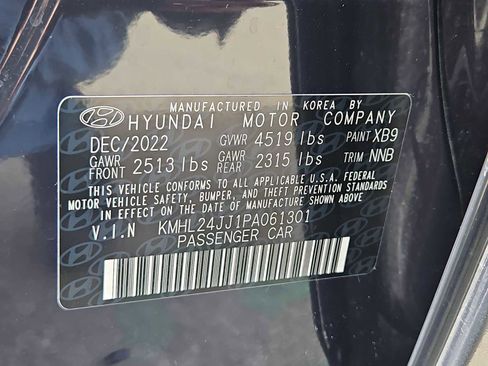 MANUFACTURED IN KOREA BY
HYUNDAI MOTOR COMPANY
DEC/2022 GVWR 4519 lbs PAINT XB9
GAWR FRONT 2513 lbs GAWR REAR 2315 lbs TRIM NNB
THIS VEHICLE CONFORMS TO ALL APPLICABLE U.S.A. FEDERAL
MOTOR VEHICLE SAFETY, BUMPER, AND THEFT PREVENTION STANDARDS
IN EFFECT ON THE DATE OF MANUFACTURE SHOWN ABOVE.
V.I.N KMHL24JJ1PA061301
PASSENGER CAR